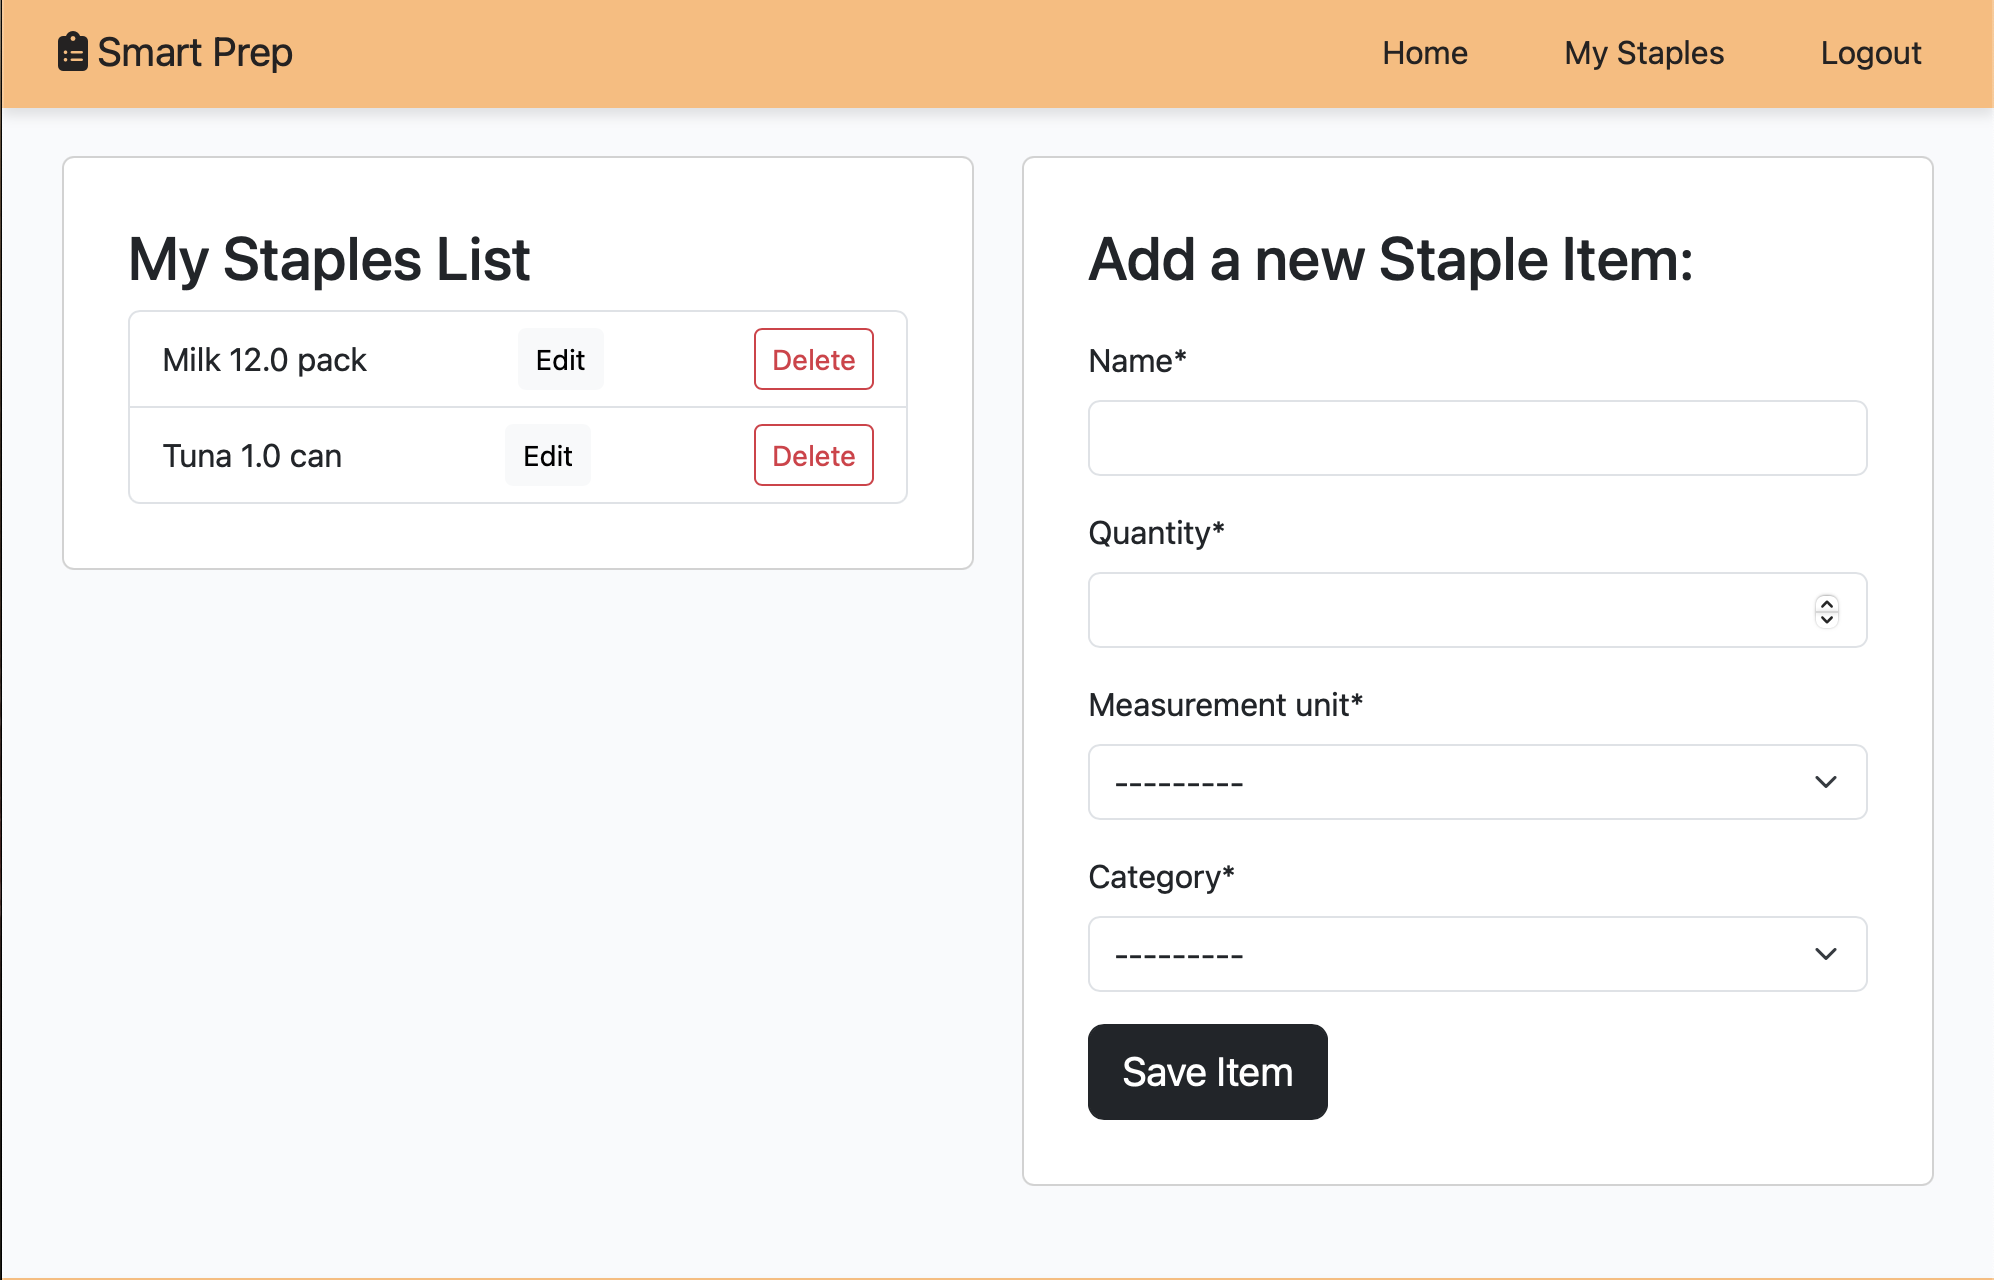 Smart Prep
Home My Staples Logout
My Staples List
Milk 12.0 pack Edit Delete
Tuna 1.0 can Edit Delete
Add a new Staple Item:
Name*
Quantity*
Measurement unit*
---------
Category*
---------
Save Item